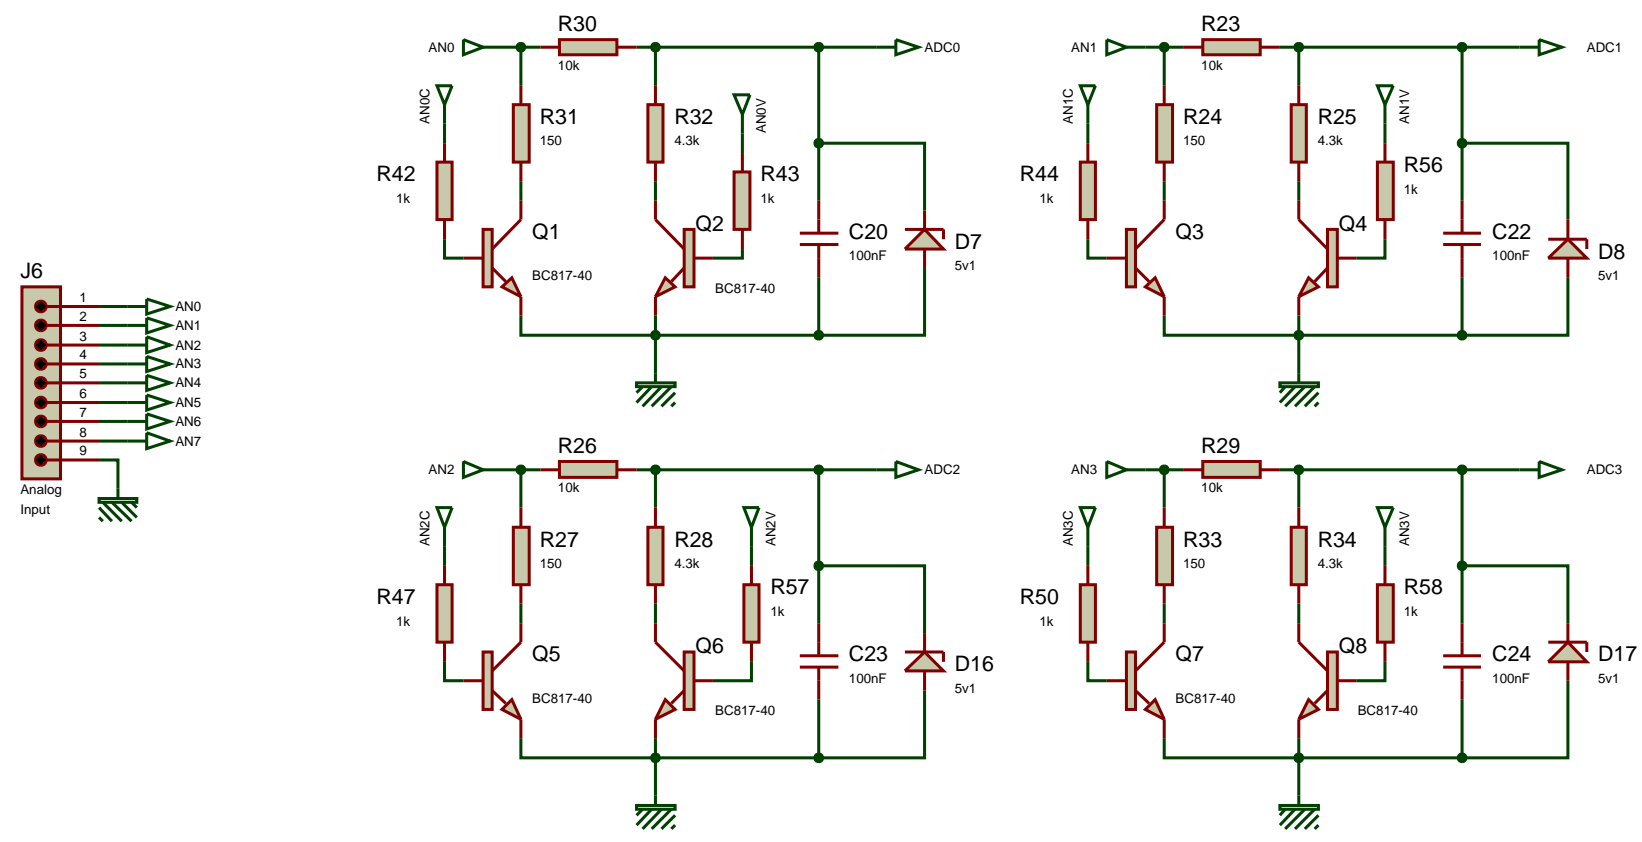 J6
1
2
3
4
5
6
7
8
9
AN0
AN1
AN2
AN3
AN4
AN5
AN6
AN7
Analog
Input
AN0
R30
10k
ADC0
AN0C
R31
150
R32
4.3k
AN0V
R42
1k
R43
1k
Q1
BC817-40
Q2
BC817-40
C20
100nF
D7
5v1
AN1
R23
10k
ADC1
AN1C
R24
150
R25
4.3k
AN1V
R44
1k
R56
1k
Q3
Q4
C22
100nF
D8
5v1
AN2
R26
10k
ADC2
AN2C
R27
150
R28
4.3k
AN2V
R47
1k
R57
1k
Q5
BC817-40
Q6
BC817-40
C23
100nF
D16
5v1
AN3
R29
10k
ADC3
AN3C
R33
150
R34
4.3k
AN3V
R50
1k
R58
1k
Q7
BC817-40
Q8
BC817-40
C24
100nF
D17
5v1